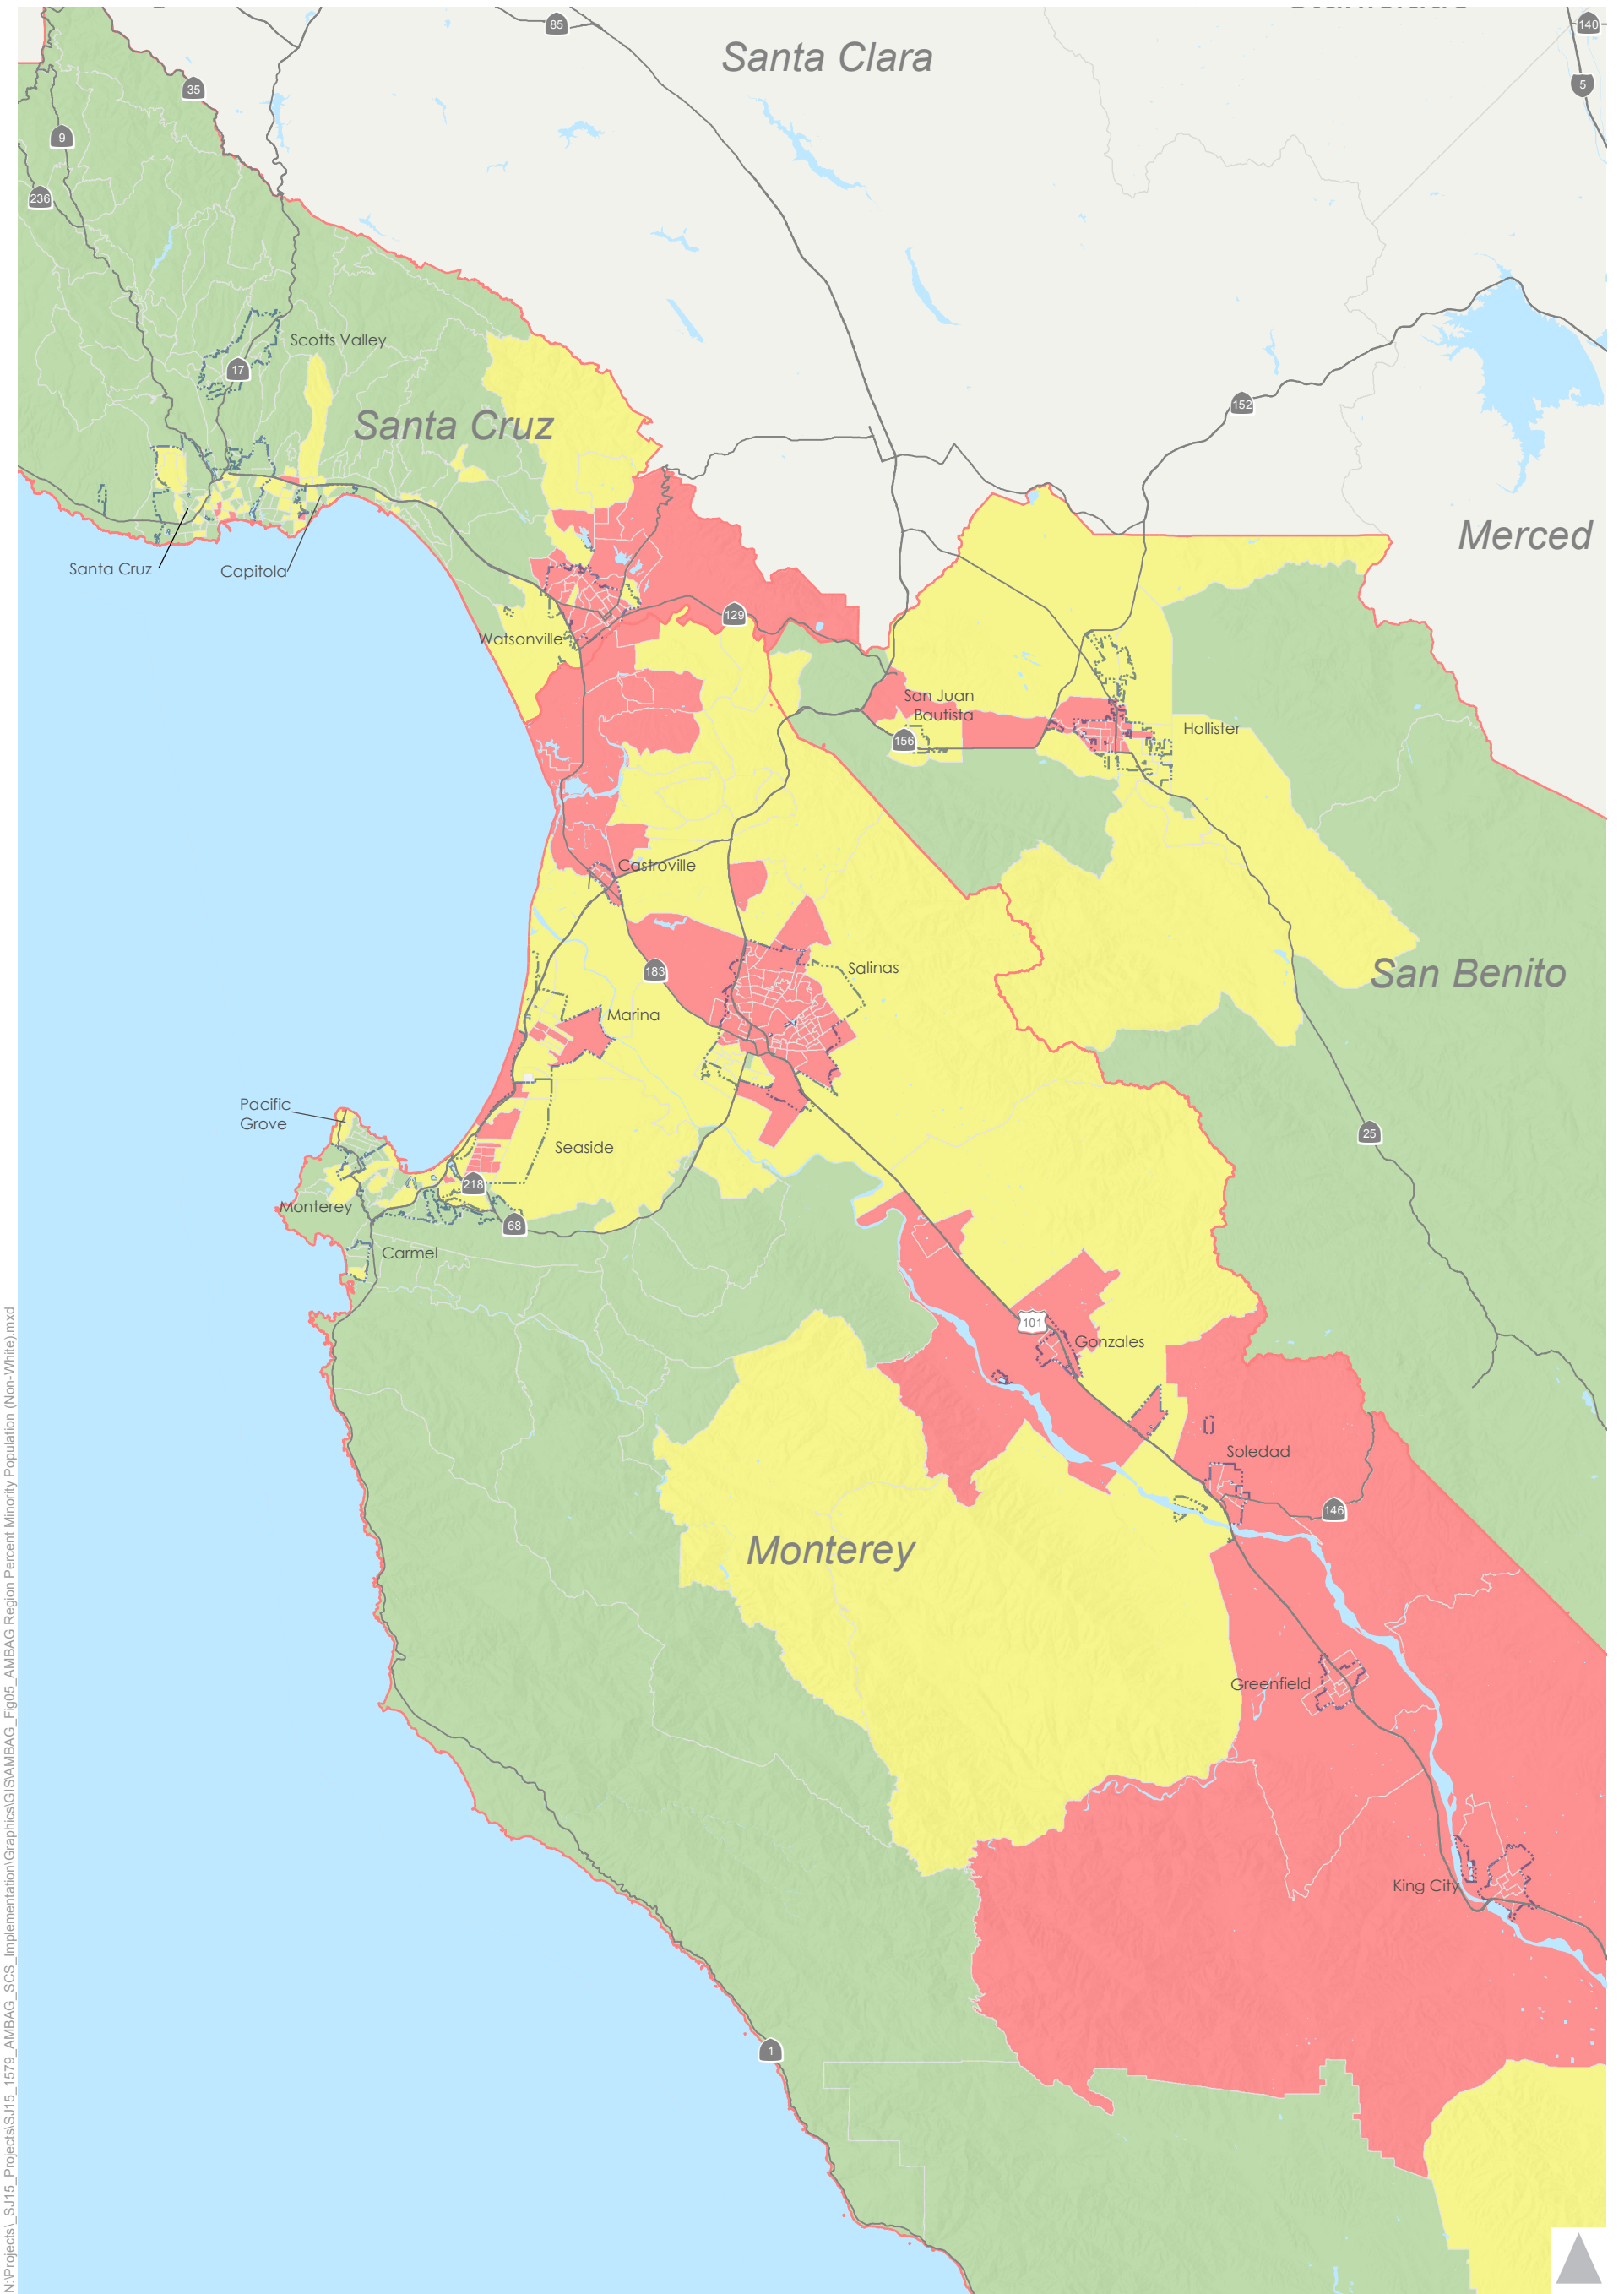 85
Santa Clara
140
5
35
9
236
Scotts Valley
17
Santa Cruz
152
Merced
Santa Cruz
Capitola
129
Watsonville
San Juan
Bautista
156
Hollister
Castroville
183
Salinas
San Benito
Marina
Pacific
Grove
25
Seaside
218
Monterey
68
Carmel
101
Gonzales
Soledad
146
Monterey
Greenfield
King City
1
N:\Projects\_SJ15_Projects\SJ15_1579_AMBAG_SCS_Implementation\Graphics\GIS\AMBAG_Fig05_AMBAG Region Percent Minority Population (Non-White).mxd